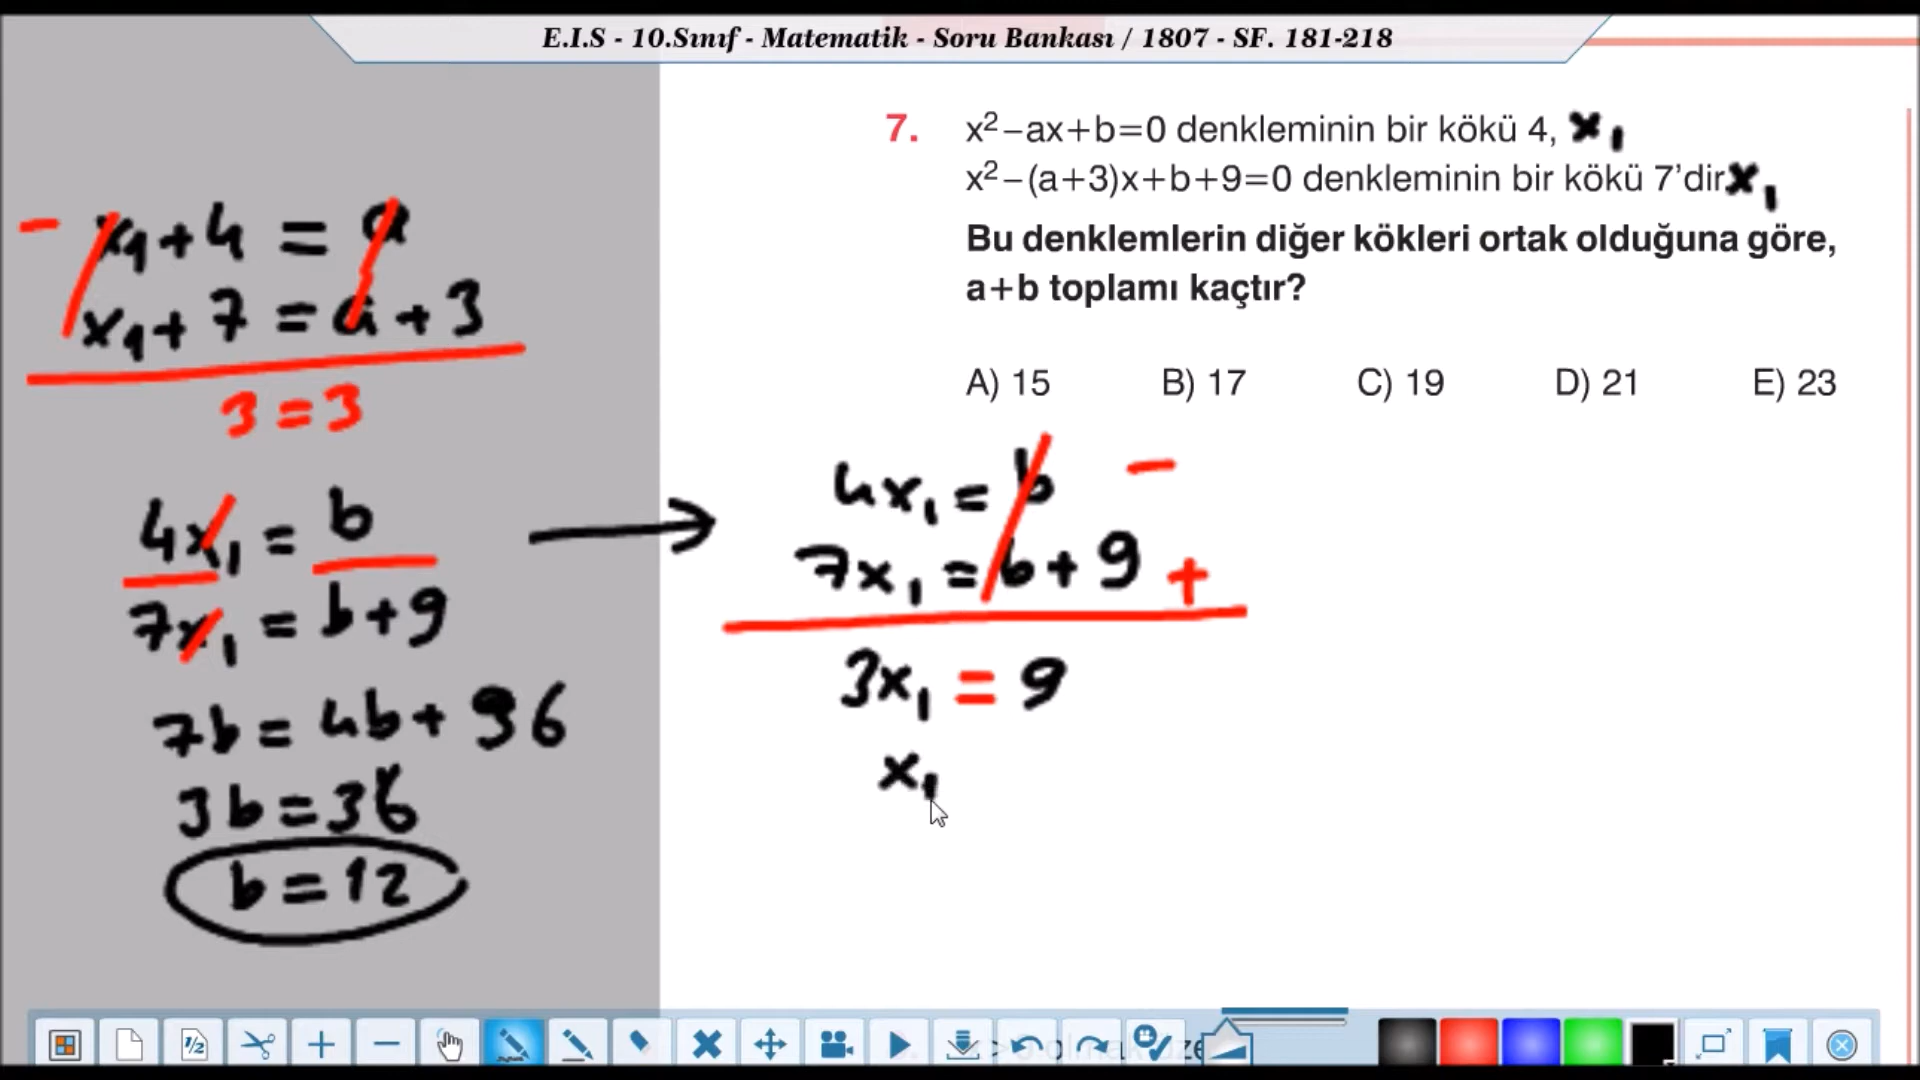 E.I.S - 10.Sınıf - Matematik - Soru Bankası / 1807 - SF. 181-218
7. x²−ax+b=0 denkleminin bir kökü 4, x₁
x²−(a+3)x+b+9=0 denkleminin bir kökü 7'dir x₁
Bu denklemlerin diğer kökleri ortak olduğuna göre,
a+b toplamı kaçtır?
A) 15 B) 17 C) 19 D) 21 E) 23
− x₁+4 = a
x₁+7 = a+3
3=3
4x₁ = b
7x₁ = b+9
7b = 4b+36
3b=36
b=12
4x₁ = b −
7x₁ = b+9 +
3x₁ = 9
x₁
1/2